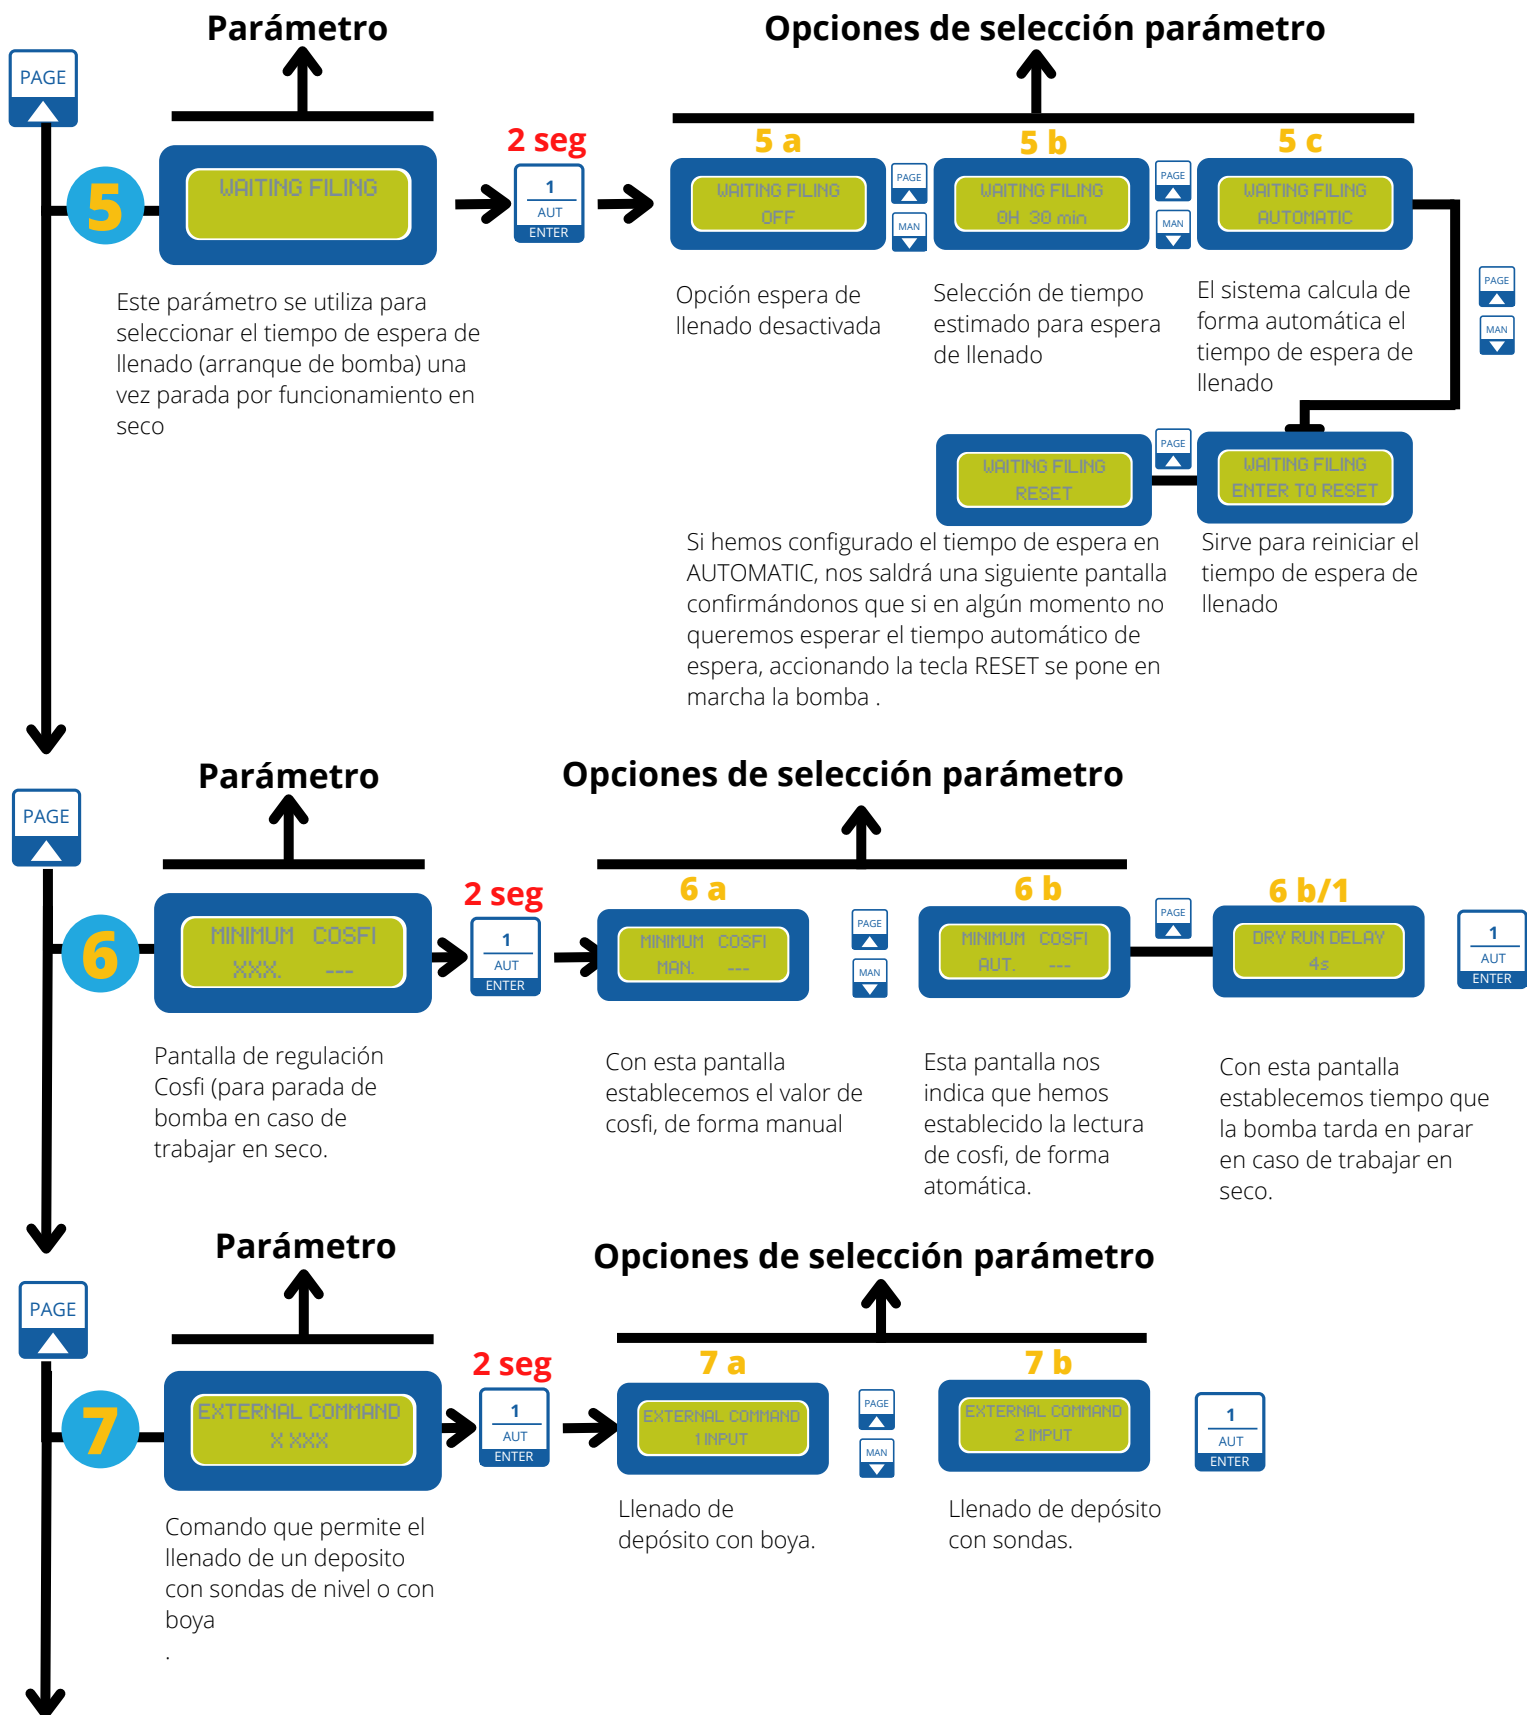 Parámetro
Opciones de selección parámetro
PAGE
2 seg
5 a
5 b
5 c
5
WAITING FILING
1
AUT
ENTER
WAITING FILING
OFF
PAGE
MAN
WAITING FILING
0H 30 min
PAGE
MAN
WAITING FILING
AUTOMATIC
PAGE
MAN
Este parámetro se utiliza para
seleccionar el tiempo de espera de
llenado (arranque de bomba) una
vez parada por funcionamiento en
seco
Opción espera de
llenado desactivada
Selección de tiempo
estimado para espera
de llenado
El sistema calcula de
forma automática el
tiempo de espera de
llenado
WAITING FILING
RESET
PAGE
WAITING FILING
ENTER TO RESET
Si hemos configurado el tiempo de espera en
AUTOMATIC, nos saldrá una siguiente pantalla
confirmándonos que si en algún momento no
queremos esperar el tiempo automático de
espera, accionando la tecla RESET se pone en
marcha la bomba .
Sirve para reiniciar el
tiempo de espera de
llenado
Parámetro
Opciones de selección parámetro
PAGE
2 seg
6 a
6 b
6 b/1
6
MINIMUM COSFI
XXX. ---
1
AUT
ENTER
MINIMUM COSFI
MAN. ---
PAGE
MAN
MINIMUM COSFI
AUT. ---
PAGE
DRY RUN DELAY
4s
1
AUT
ENTER
Pantalla de regulación
Cosfi (para parada de
bomba en caso de
trabajar en seco.
Con esta pantalla
establecemos el valor de
cosfi, de forma manual
Esta pantalla nos
indica que hemos
establecido la lectura
de cosfi, de forma
atomática.
Con esta pantalla
establecemos tiempo que
la bomba tarda en parar
en caso de trabajar en
seco.
Parámetro
Opciones de selección parámetro
PAGE
2 seg
7 a
7 b
7
EXTERNAL COMMAND
X XXX
1
AUT
ENTER
EXTERNAL COMMAND
1 INPUT
PAGE
MAN
EXTERNAL COMMAND
2 IMPUT
1
AUT
ENTER
Comando que permite el
llenado de un deposito
con sondas de nivel o con
boya
.
Llenado de
depósito con boya.
Llenado de depósito
con sondas.